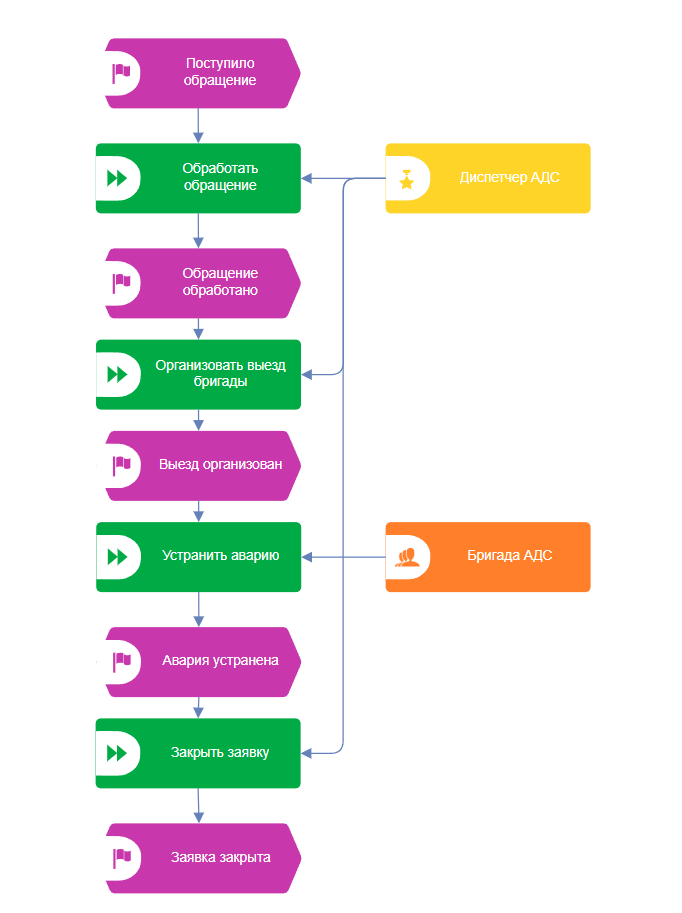 Поступило
обращение
Обработать
обращение
Диспетчер АДС
Обращение
обработано
Организовать выезд
бригады
Выезд организован
Устранить аварию
Бригада АДС
Авария устранена
Закрыть заявку
Заявка закрыта